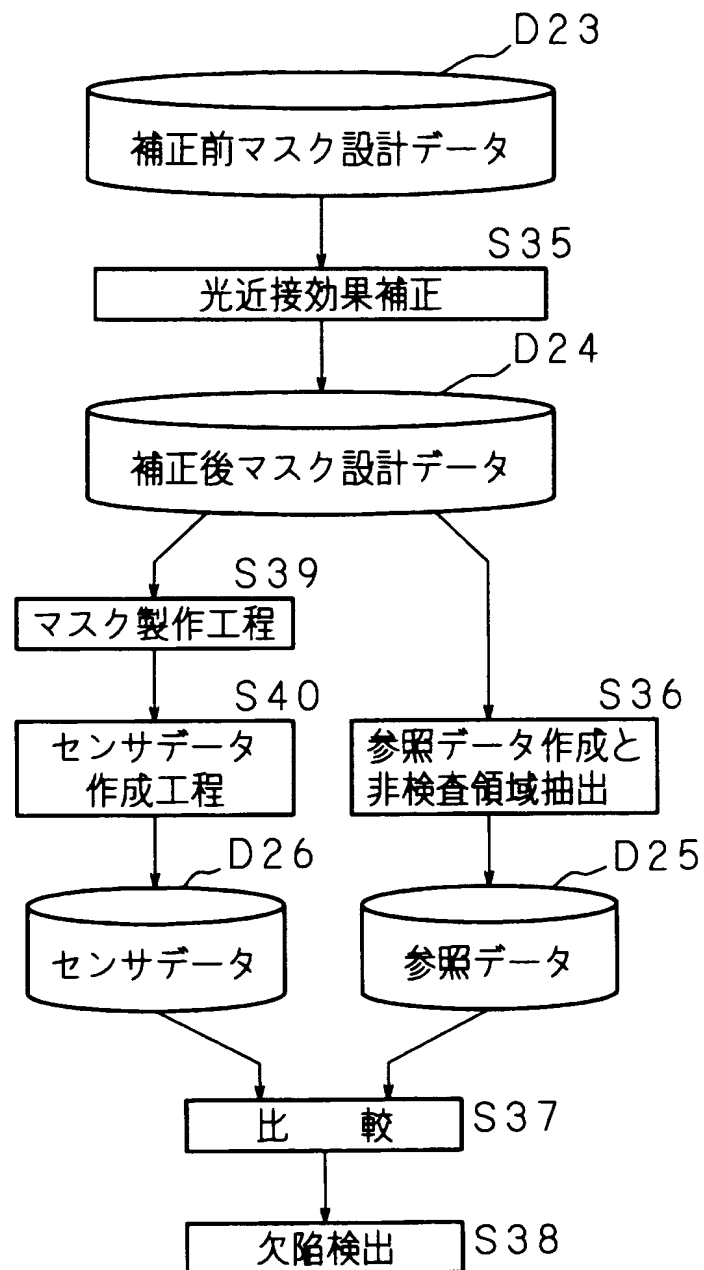 D23
補正前マスク設計データ
S35
光近接効果補正
D24
補正後マスク設計データ
S39
マスク製作工程
S40
センサデータ
作成工程
S36
参照データ作成と
非検査領域抽出
D26
センサデータ
D25
参照データ
比 較
S37
欠陥検出
S38